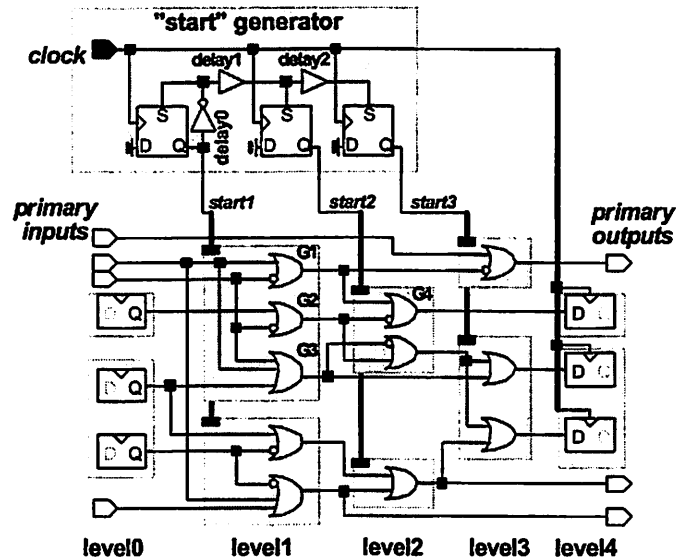 "start" generator
clock
delay1
delay2
S
S
S
delay0
D Q
D Q
D Q
start1
start2
start3
primary
inputs
primary
outputs
G1
G2
G4
G3
D Q
D Q
D Q
D Q
D Q
D Q
level0
level1
level2
level3
level4